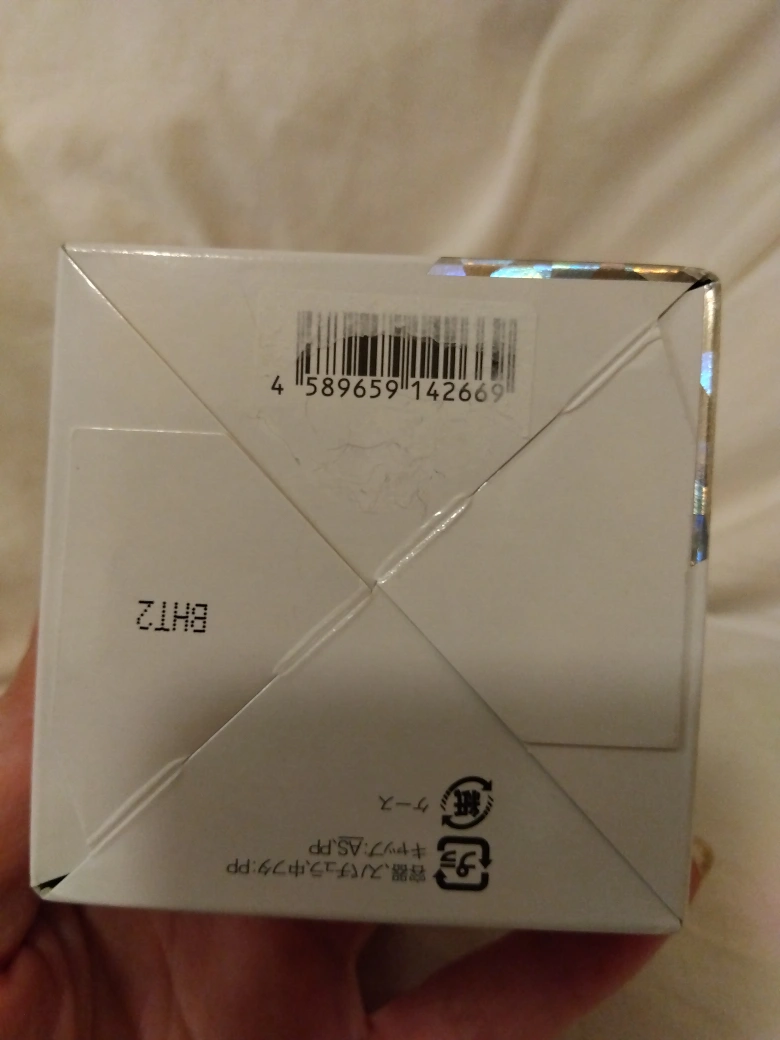 4 589659 142669
BHT2
紙
ケース
プラ
キャップ:AS,PP
容器、スパチュラ、中フタ:PP